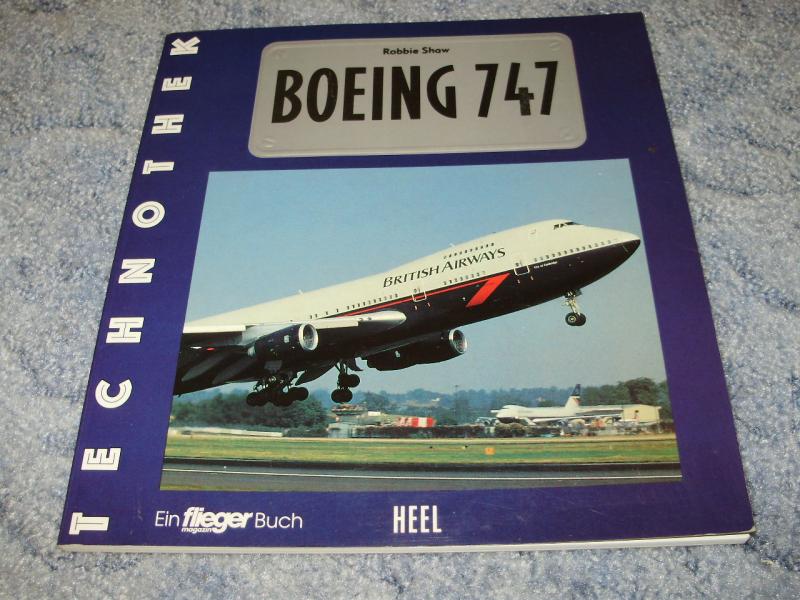 Robbie Shaw
BOEING 747
TECHNOTHEK
BRITISH AIRWAYS
Ein flieger Buch
magazin
HEEL